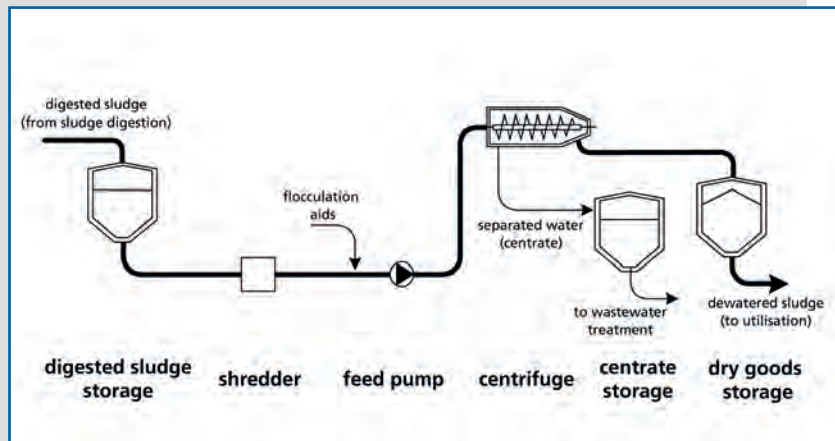 digested sludge
(from sludge digestion)
flocculation
aids
separated water
(centrate)
to wastewater
treatment
dewatered sludge
(to utilisation)
digested sludge
storage
shredder
feed pump
centrifuge
centrate
storage
dry goods
storage